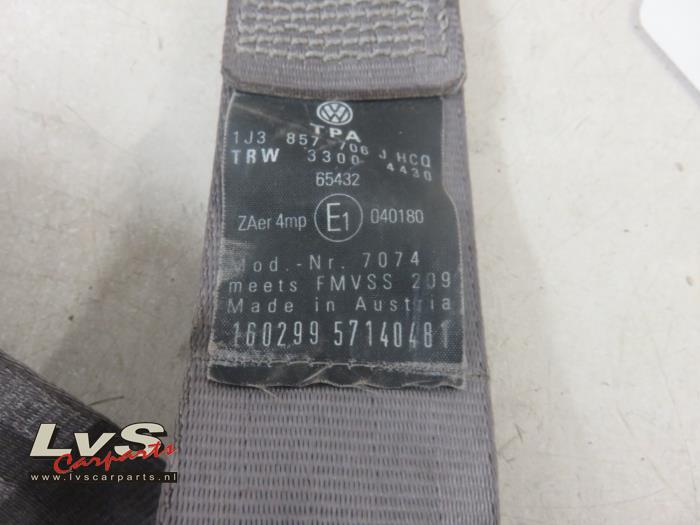 TPA
1J3 857 706 J HCQ
TRW 3300 4430
65432
ZAer 4mp E1 040180
Mod.-Nr. 7074
meets FMVSS 209
Made in Austria
160299 57140481
LvS
Carparts
www.lvscarparts.nl